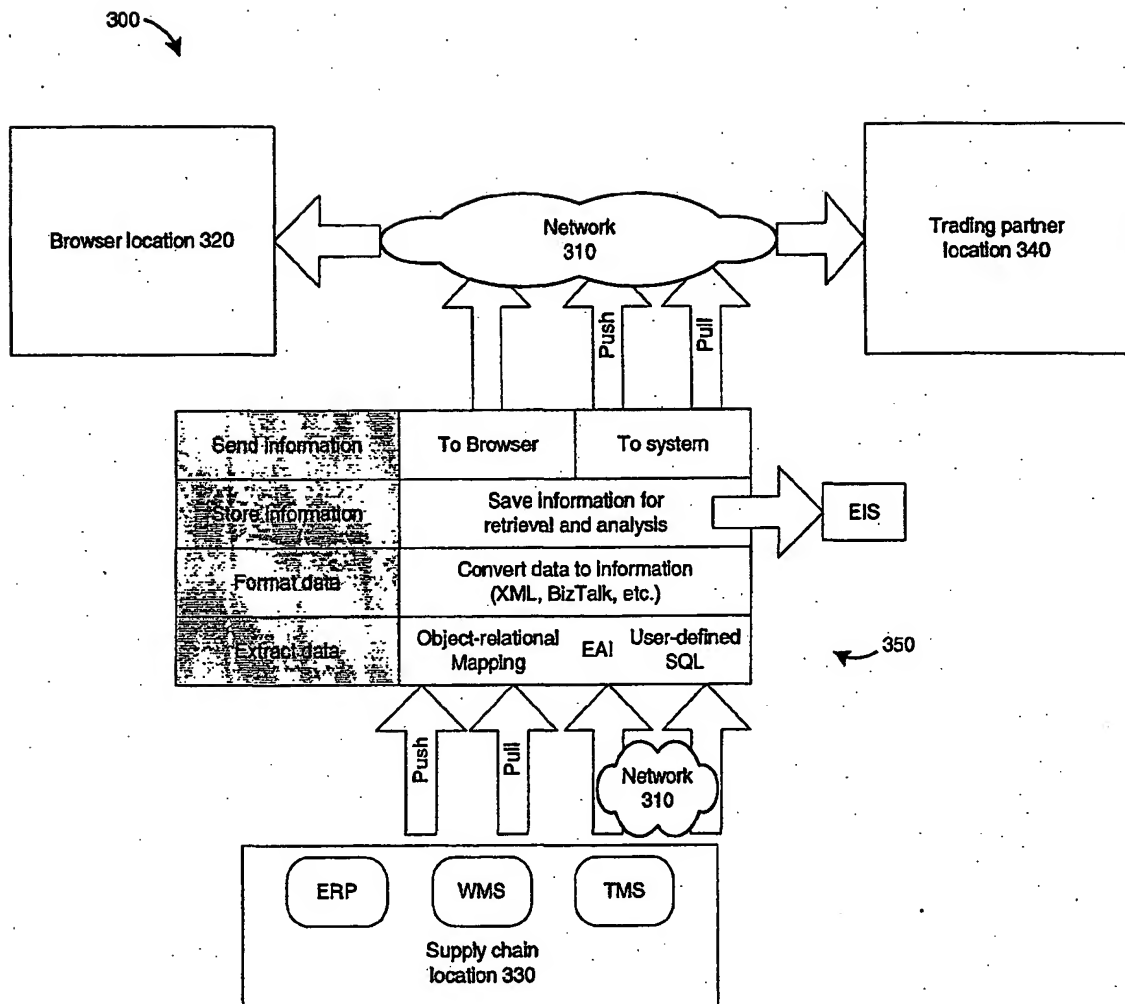 300
Browser location 320
Network
310
Trading partner
location 340
Push
Pull
Send information
To Browser
To system
Store information
Save information for
retrieval and analysis
EIS
Format data
Convert data to information
(XML, BizTalk, etc.)
Extract data
Object-relational
Mapping
EAI
User-defined
SQL
350
Push
Pull
Network
310
ERP
WMS
TMS
Supply chain
location 330